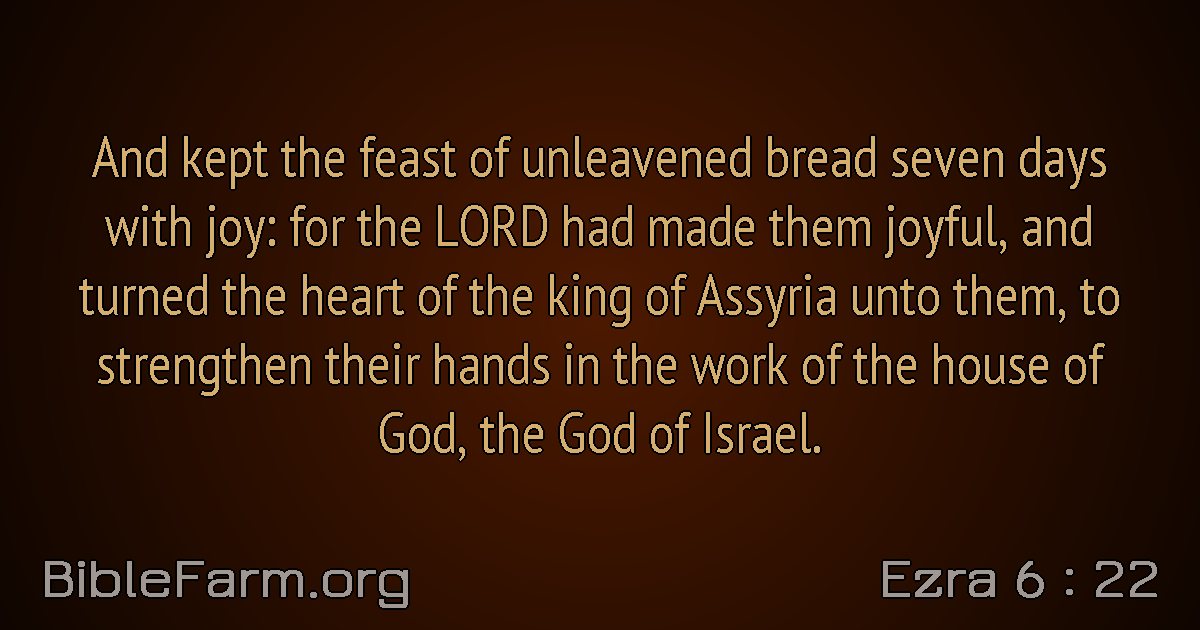 And kept the feast of unleavened bread seven days
with joy: for the LORD had made them joyful, and
turned the heart of the king of Assyria unto them, to
strengthen their hands in the work of the house of
God, the God of Israel.
BibleFarm.org
Ezra 6 : 22